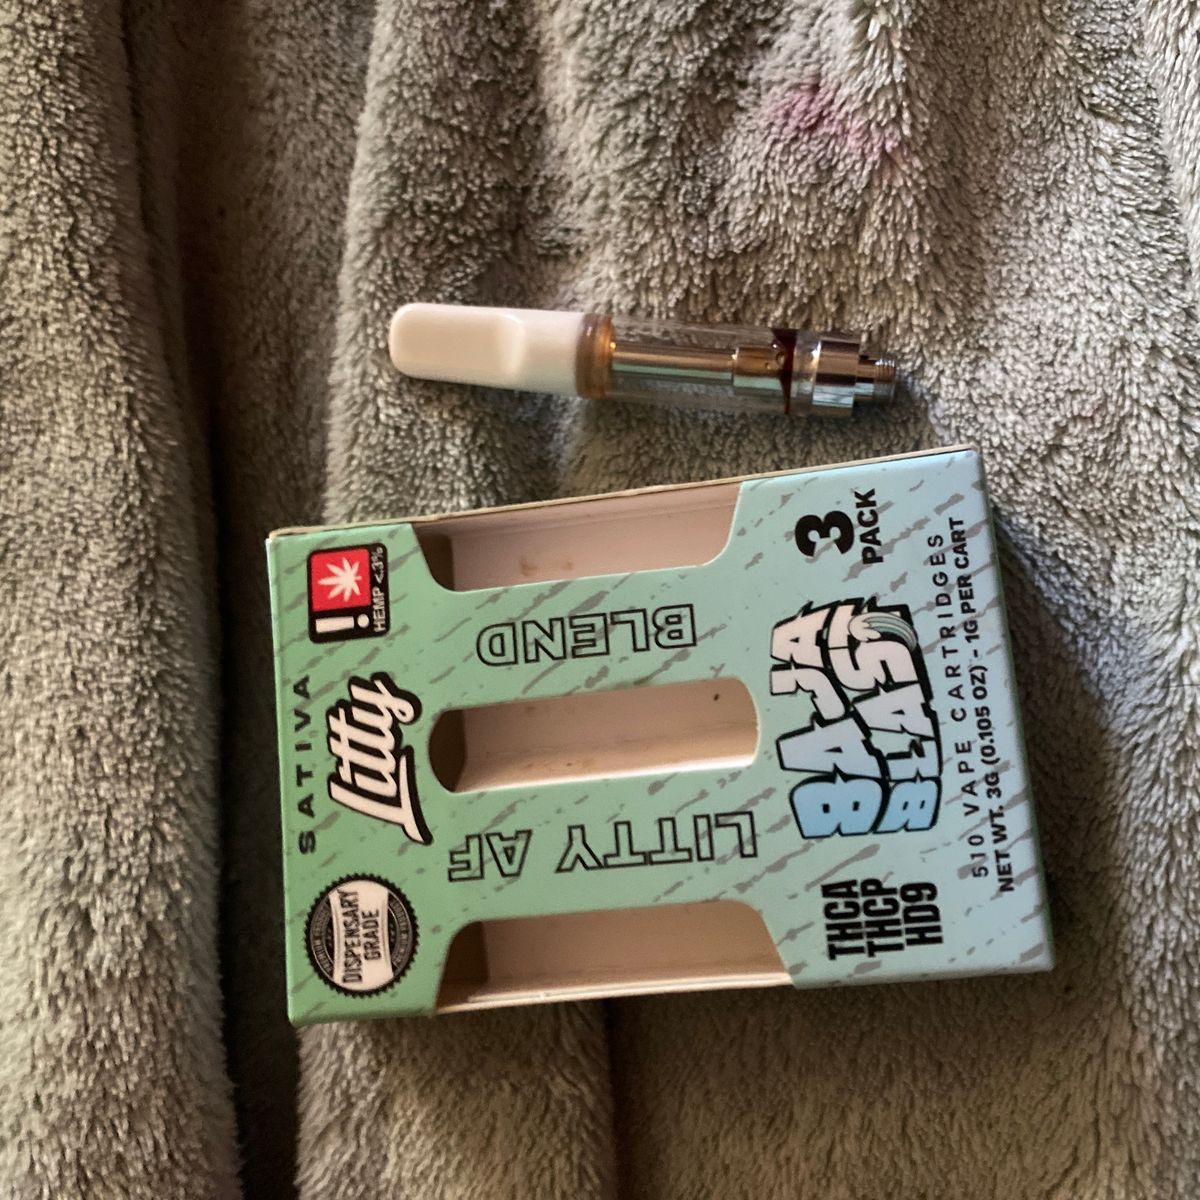 SATIVA
Litty
!
HEMP <.3%
DISPENSARY
GRADE
LITTY AF
BLEND
BAJA
BLAST
3
PACK
THCA
THCP
HD9
510 VAPE CARTRIDGES
NET WT. 3G (0.105 OZ) - 1G PER CART